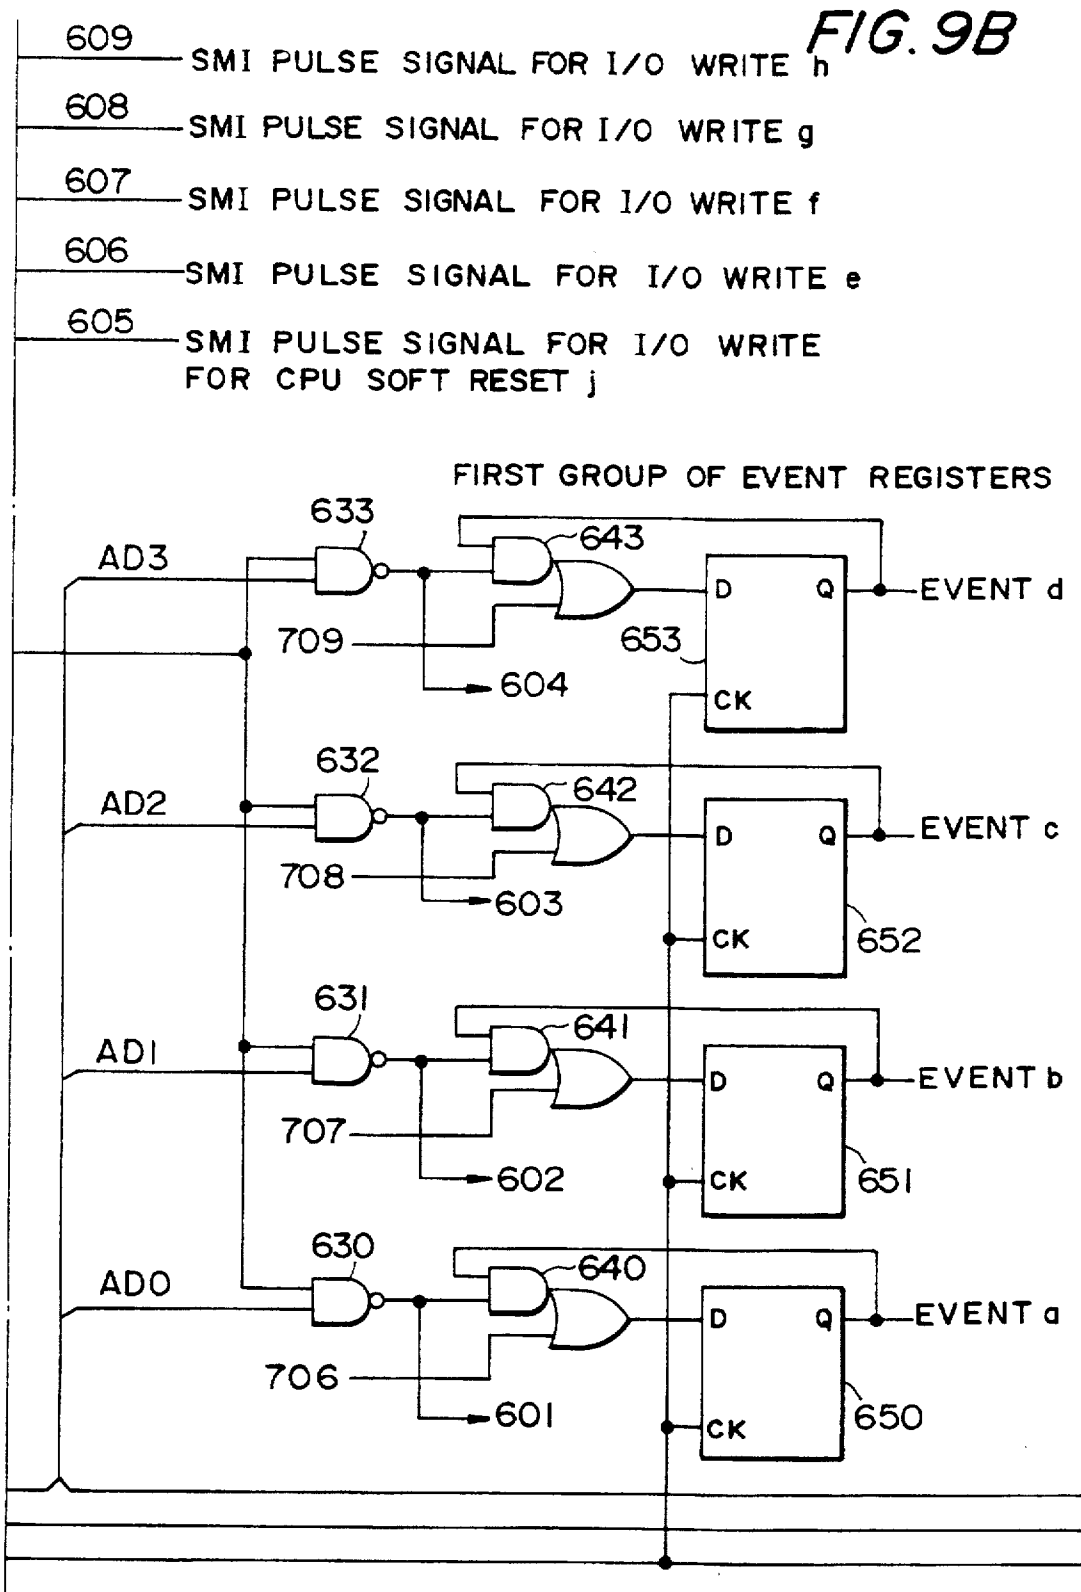 FIG. 9B
609
SMI PULSE SIGNAL FOR I/O WRITE h
608
SMI PULSE SIGNAL FOR I/O WRITE g
607
SMI PULSE SIGNAL FOR I/O WRITE f
606
SMI PULSE SIGNAL FOR I/O WRITE e
605
SMI PULSE SIGNAL FOR I/O WRITE
FOR CPU SOFT RESET j
FIRST GROUP OF EVENT REGISTERS
633
643
AD3
D
Q
EVENT d
709
653
604
CK
632
642
AD2
D
Q
EVENT c
708
603
CK
652
631
641
AD1
D
Q
EVENT b
707
602
CK
651
630
640
AD0
D
Q
EVENT a
706
601
CK
650